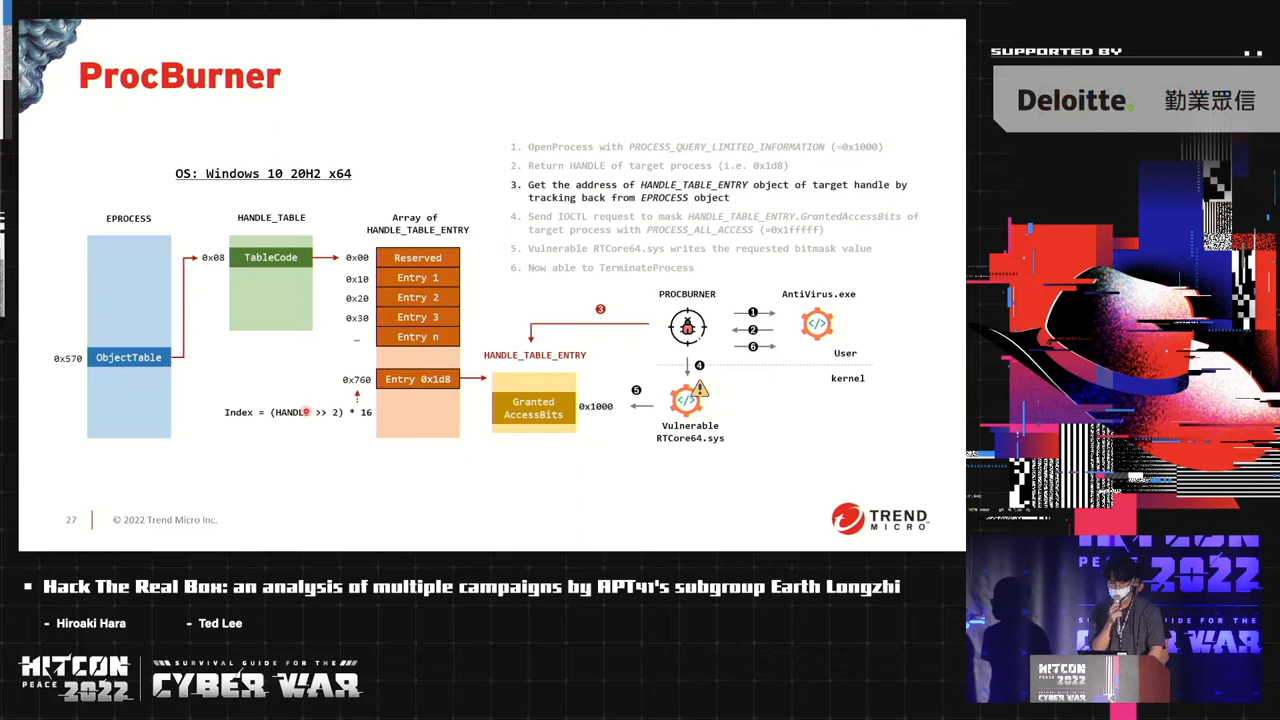 ProcBurner
OS: Windows 10 20H2 x64
EPROCESS
HANDLE_TABLE
Array of
HANDLE_TABLE_ENTRY
0x570
ObjectTable
0x08
TableCode
0x00
Reserved
0x10
Entry 1
0x20
Entry 2
0x30
Entry 3
…
Entry n
0x760
Entry 0x1d8
Index = (HANDLE >> 2) * 16
1. OpenProcess with PROCESS_QUERY_LIMITED_INFORMATION (=0x1000)
2. Return HANDLE of target process (i.e. 0x1d8)
3. Get the address of HANDLE_TABLE_ENTRY object of target handle by
tracking back from EPROCESS object
4. Send IOCTL request to mask HANDLE_TABLE_ENTRY.GrantedAccessBits of
target process with PROCESS_ALL_ACCESS (=0x1fffff)
5. Vulnerable RTCore64.sys writes the requested bitmask value
6. Now able to TerminateProcess
PROCBURNER
AntiVirus.exe
3
1
2
6
HANDLE_TABLE_ENTRY
User
4
kernel
5
Granted
AccessBits
0x1000
Vulnerable
RTCore64.sys
27
© 2022 Trend Micro Inc.
TREND
MICRO
SUPPORTED BY
Deloitte. 勤業眾信
Hack The Real Box: an analysis of multiple campaigns by APT41's subgroup Earth Longzhi
- Hiroaki Hara
- Ted Lee
HITCON
PEACE 2022
SURVIVAL GUIDE FOR THE
CYBER WAR
2022
GUIDE FOR THE
WAR
HITCON
2022